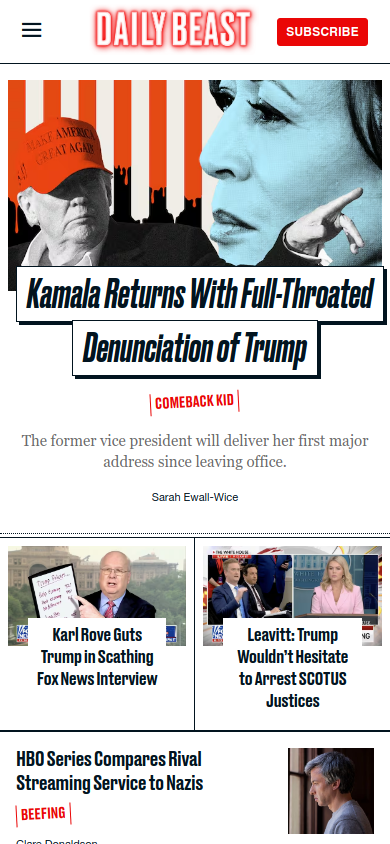 DAILY BEAST
SUBSCRIBE
MAKE AMERICA
GREAT AGAIN
Kamala Returns With Full-Throated
Denunciation of Trump
COMEBACK KID
The former vice president will deliver her first major
address since leaving office.
Sarah Ewall-Wice
THE WHITE HOUSE
Karl Rove Guts
Trump in Scathing
Fox News Interview
Leavitt: Trump
Wouldn't Hesitate
to Arrest SCOTUS
Justices
HBO Series Compares Rival
Streaming Service to Nazis
BEEFING
Clare Donaldson